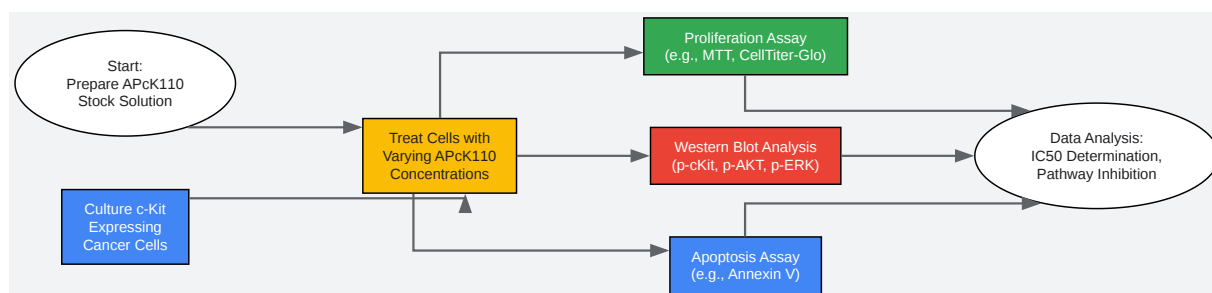 Start:
Prepare APcK110
Stock Solution
Culture c-Kit
Expressing
Cancer Cells
Treat Cells with
Varying APcK110
Concentrations
Proliferation Assay
(e.g., MTT, CellTiter-Glo)
Western Blot Analysis
(p-cKit, p-AKT, p-ERK)
Apoptosis Assay
(e.g., Annexin V)
Data Analysis:
IC50 Determination,
Pathway Inhibition